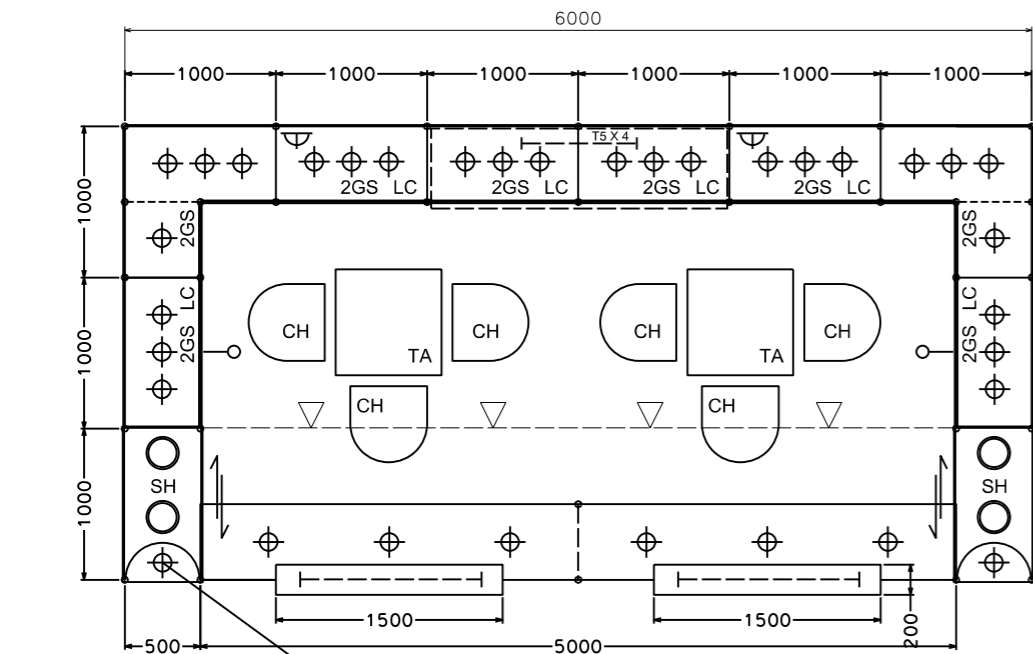 6000
1000 1000 1000 1000 1000 1000
T5 X 4
2GS LC 2GS LC 2GS LC 2GS LC
1000
2GS 2GS
LC LC
1000
2GS 2GS
CH CH CH CH
TA TA
CH CH
1000
SH SH
1500 1500
200
500 5000